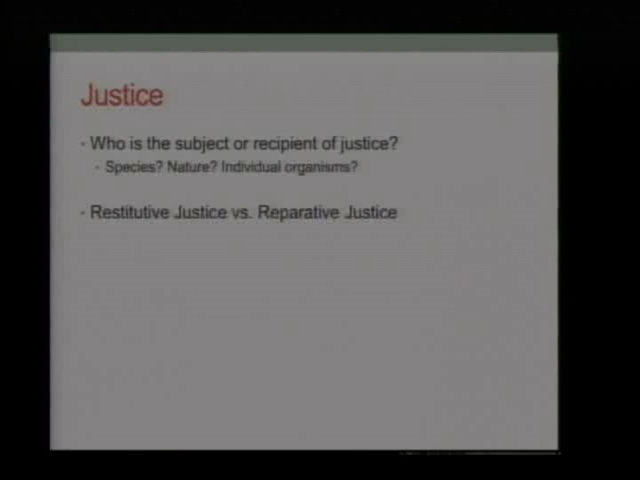 Justice
Who is the subject or recipient of justice?
Species? Nature? Individual organisms?
Restitutive Justice vs. Reparative Justice